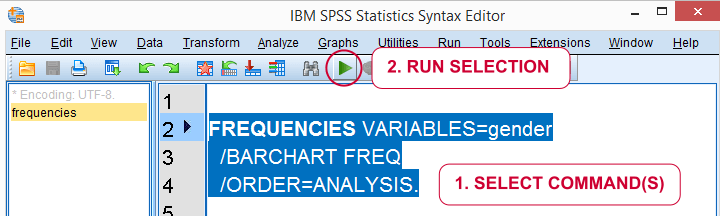 IBM SPSS Statistics Syntax Editor
File Edit View Data Transform Analyze Graphs Utilities Run Tools Extensions Window Help
2. RUN SELECTION
* Encoding: UTF-8.
frequencies
1
2 FREQUENCIES VARIABLES=gender
3 /BARCHART FREQ
4 /ORDER=ANALYSIS.
1. SELECT COMMAND(S)
5